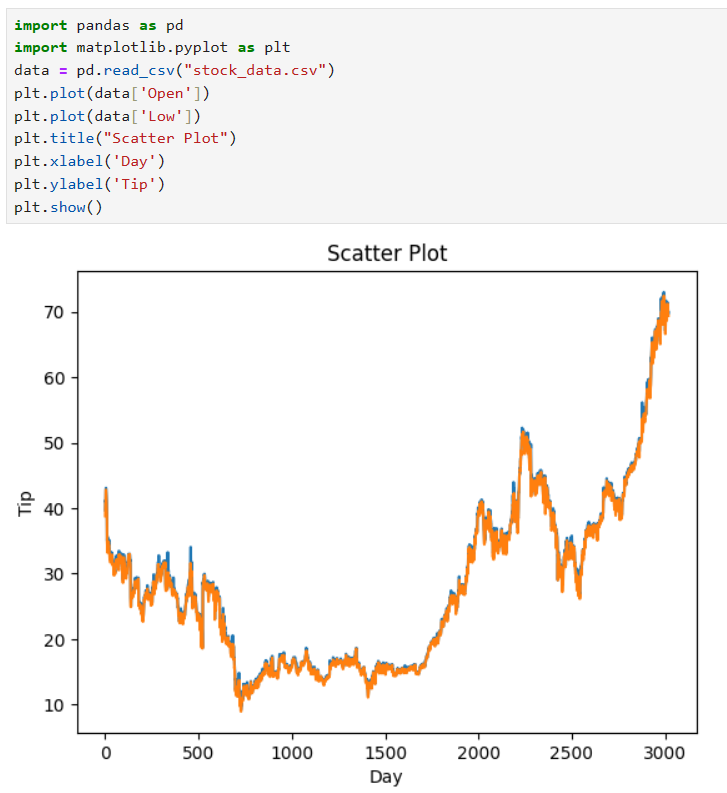 import pandas as pd
import matplotlib.pyplot as plt
data = pd.read_csv("stock_data.csv")
plt.plot(data['Open'])
plt.plot(data['Low'])
plt.title("Scatter Plot")
plt.xlabel('Day')
plt.ylabel('Tip')
plt.show()
Scatter Plot
70
60
50
40
Tip
30
20
10
0 500 1000 1500 2000 2500 3000
Day